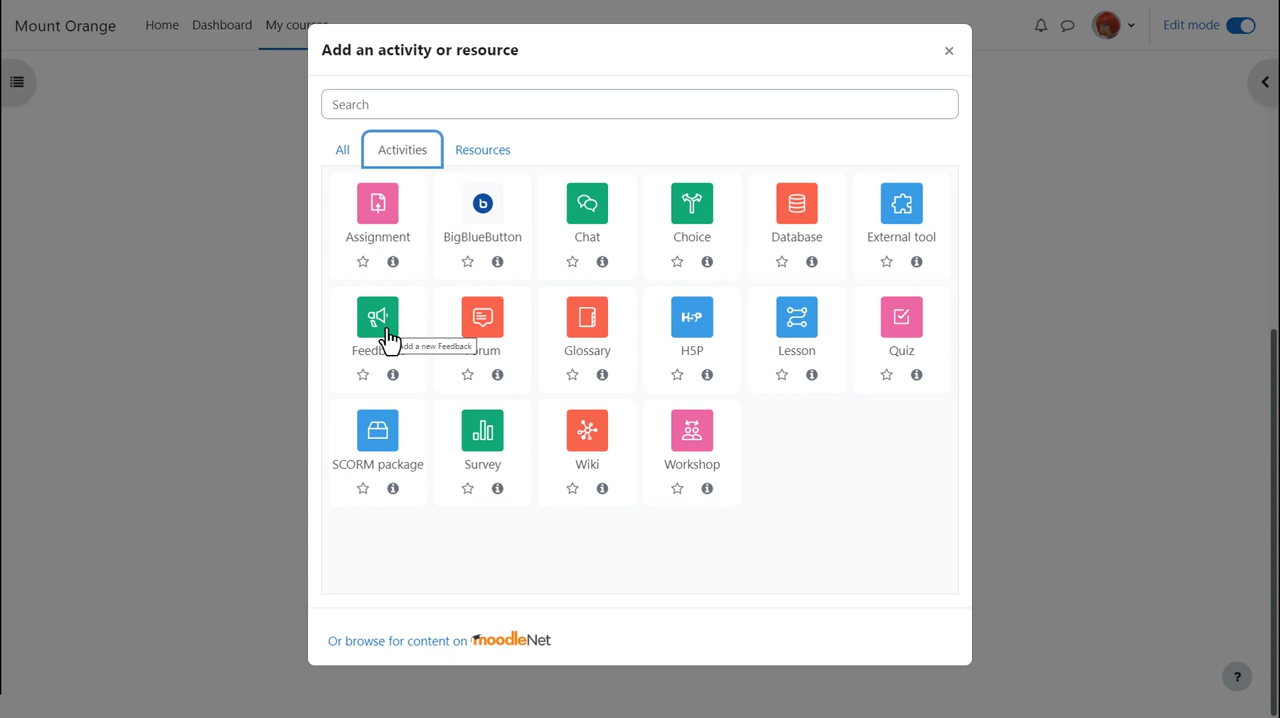 Mount Orange
Home Dashboard My courses
Edit mode
Add an activity or resource
×
Search
All Activities Resources
Assignment BigBlueButton Chat Choice Database External tool
Add a new Feedback
H5P
Glossary H5P Lesson Quiz
SCORM package Survey Wiki Workshop
Or browse for content on moodleNet
?